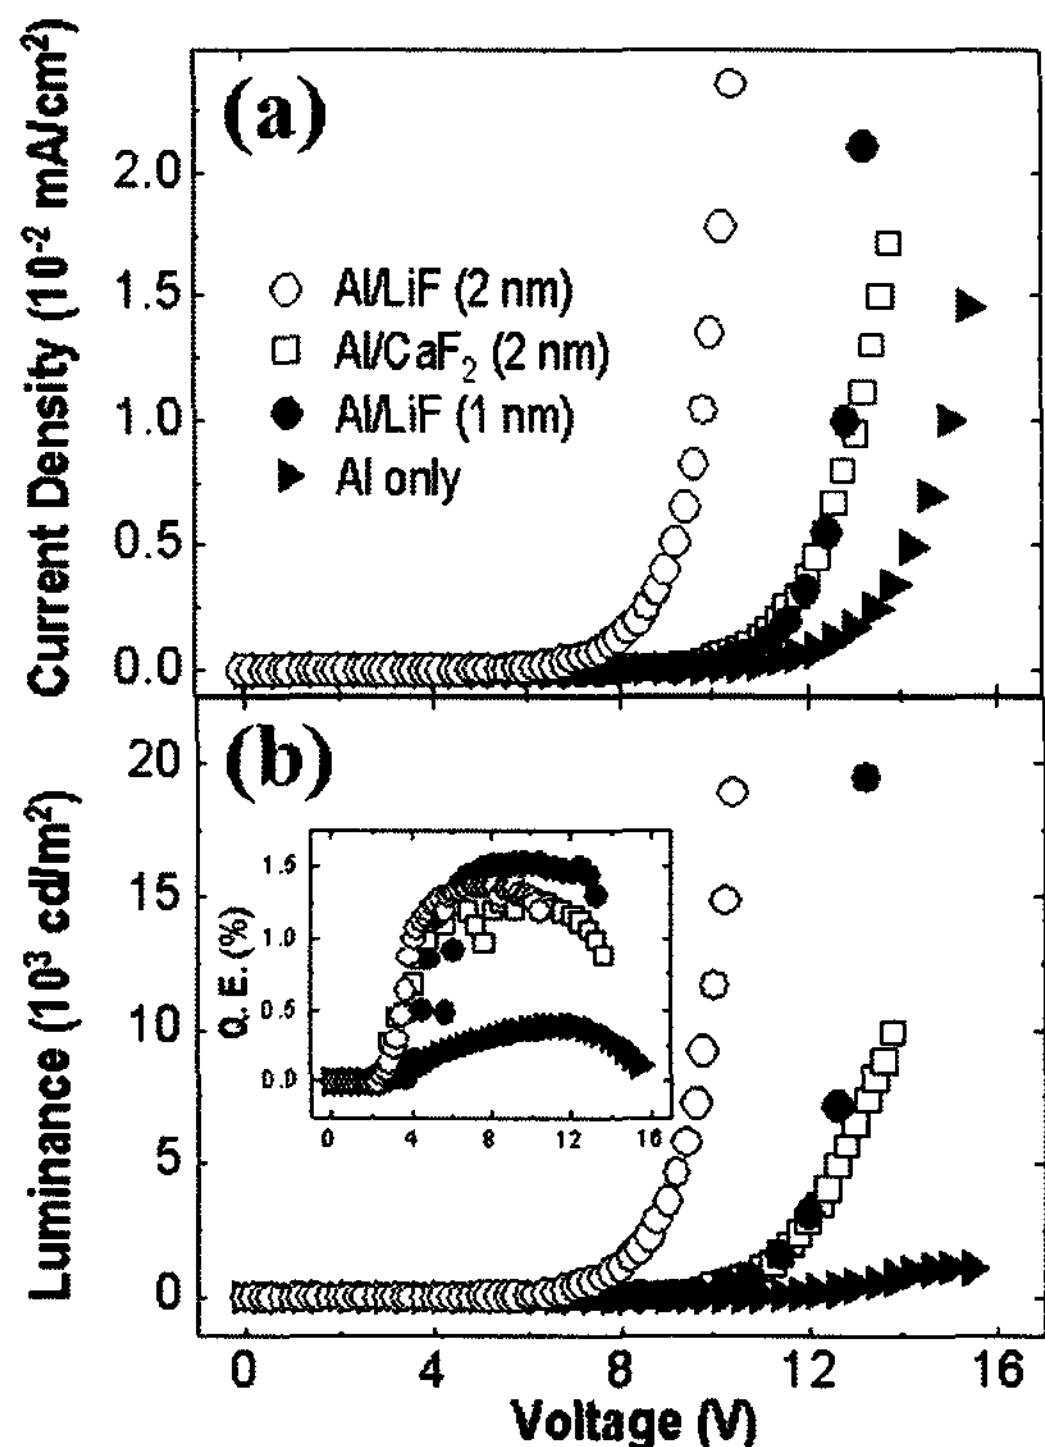 (a)
Current Density (10⁻² mA/cm²)
2.0
1.5
1.0
0.5
0.0
Al/LiF (2 nm)
Al/CaF₂ (2 nm)
Al/LiF (1 nm)
Al only
(b)
Luminance (10³ cd/m²)
20
15
10
5
0
Q. E. (%)
1.5
1.0
0.5
0.0
0 4 8 12 16
0 4 8 12 16
Voltage (V)